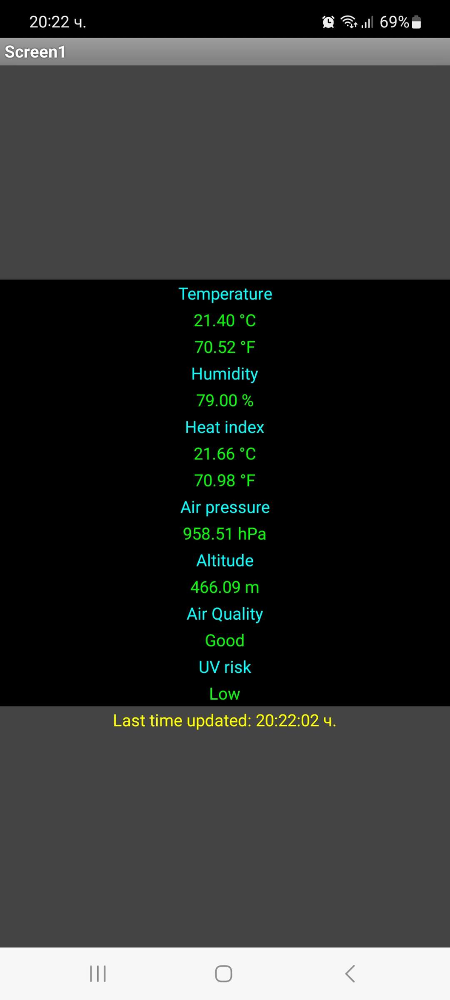 20:22 ч.
69%
Screen1
Temperature
21.40 °C
70.52 °F
Humidity
79.00 %
Heat index
21.66 °C
70.98 °F
Air pressure
958.51 hPa
Altitude
466.09 m
Air Quality
Good
UV risk
Low
Last time updated: 20:22:02 ч.